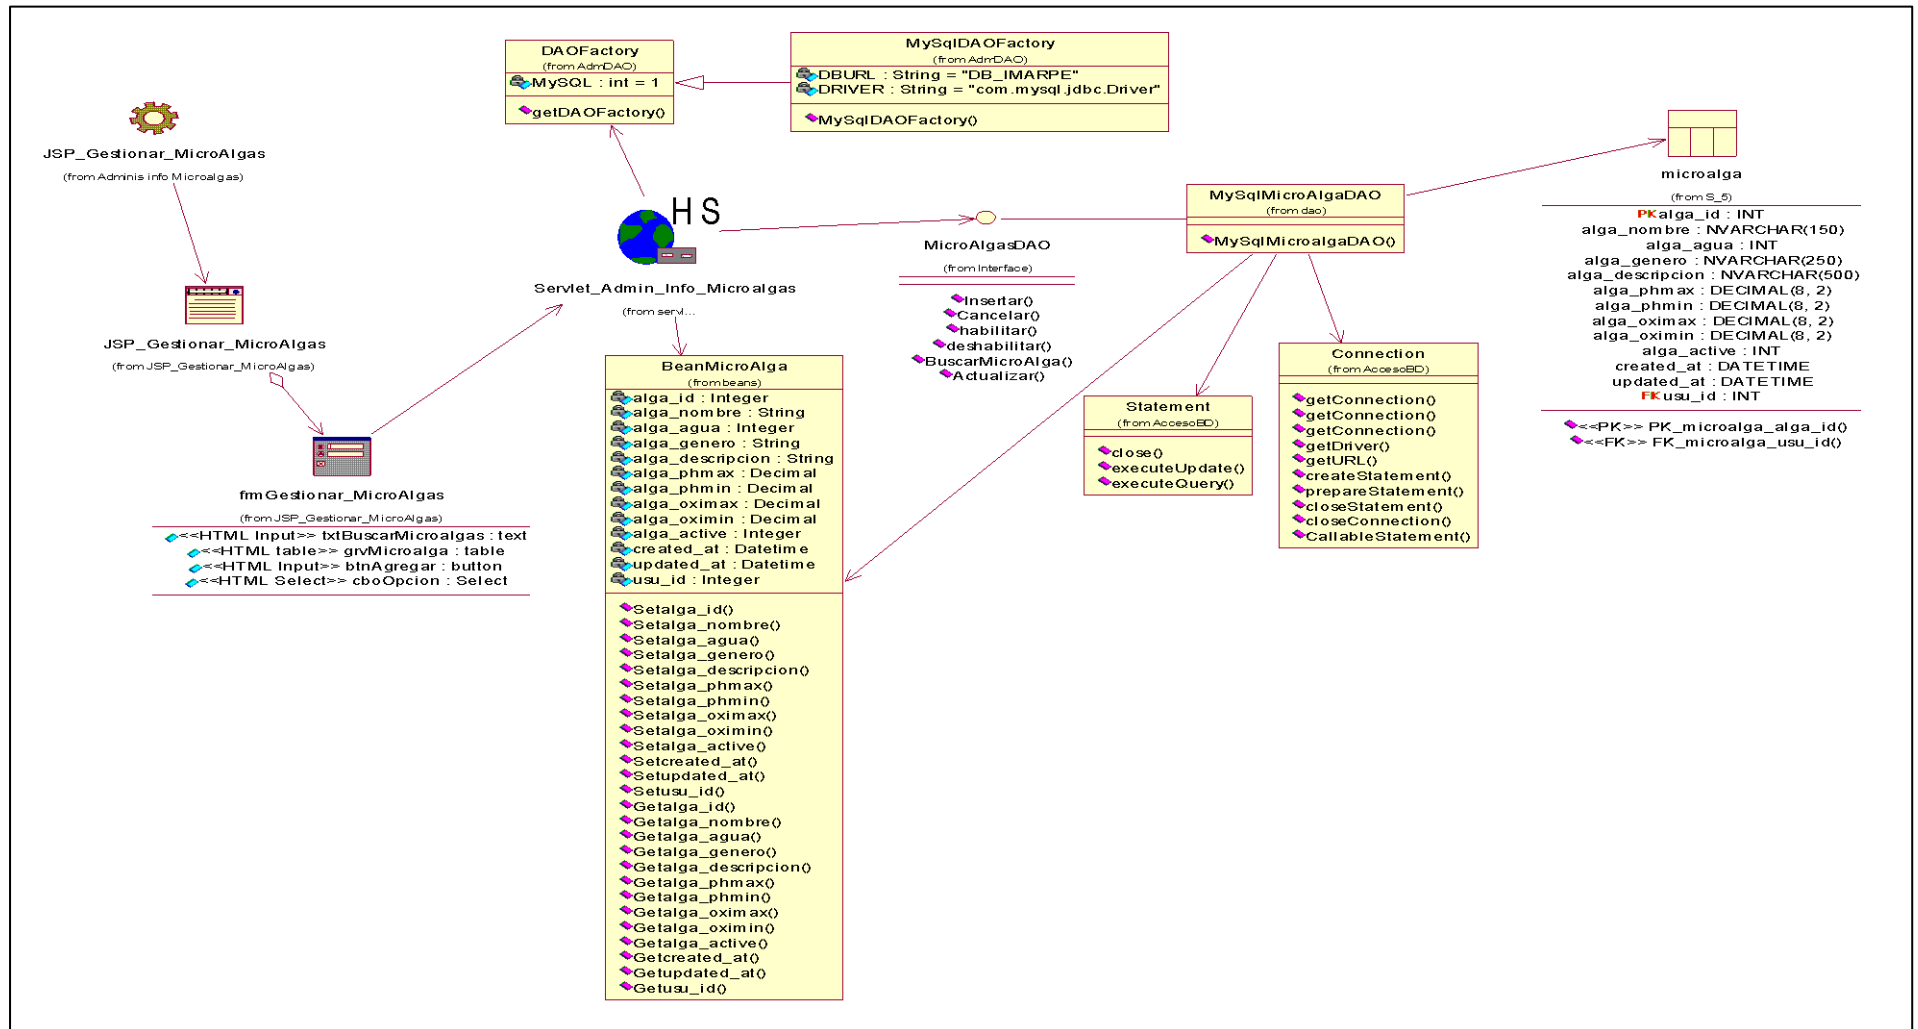 DAOFactory
(from AdmDAO)
MySQL : int = 1
getDAOFactory()
MySqlDAOFactory
(from AdmDAO)
DBURL : String = "DB_IMARPE"
DRIVER : String = "com.mysql.jdbc.Driver"
MySqlDAOFactory()
JSP_Gestionar_MicroAlgas
(from Adminis info Microalgas)
JSP_Gestionar_MicroAlgas
(from JSP_Gestionar_MicroAlgas)
frmGestionar_MicroAlgas
(from JSP_Gestionar_MicroAlgas)
<<HTML Input>> txtBuscarMicroalgas : text
<<HTML table>> grvMicroalga : table
<<HTML Input>> btnAgregar : button
<<HTML Select>> cboOpcion : Select
HS
Servlet_Admin_Info_Microalgas
(from servl...
BeanMicroAlga
(from beans)
alga_id : Integer
alga_nombre : String
alga_agua : Integer
alga_genero : String
alga_descripcion : String
alga_phmax : Decimal
alga_phmin : Decimal
alga_oximax : Decimal
alga_oximin : Decimal
alga_active : Integer
created_at : Datetime
updated_at : Datetime
usu_id : Integer
Setalga_id()
Setalga_nombre()
Setalga_agua()
Setalga_genero()
Setalga_descripcion()
Setalga_phmax()
Setalga_phmin()
Setalga_oximax()
Setalga_oximin()
Setalga_active()
Setcreated_at()
Setupdated_at()
Setusu_id()
Getalga_id()
Getalga_nombre()
Getalga_agua()
Getalga_genero()
Getalga_descripcion()
Getalga_phmax()
Getalga_phmin()
Getalga_oximax()
Getalga_oximin()
Getalga_active()
Getcreated_at()
Getupdated_at()
Getusu_id()
MicroAlgasDAO
(from Interface)
Insertar()
Cancelar()
habilitar()
deshabilitar()
BuscarMicroAlga()
Actualizar()
MySqlMicroAlgaDAO
(from dao)
MySqlMicroalgaDAO()
Statement
(from AccesoBD)
close()
executeUpdate()
executeQuery()
Connection
(from AccesoBD)
getConnection()
getConnection()
getConnection()
getDriver()
getURL()
createStatement()
prepareStatement()
closeStatement()
closeConnection()
CallableStatement()
microalga
(from S_5)
PK alga_id : INT
alga_nombre : NVARCHAR(150)
alga_agua : INT
alga_genero : NVARCHAR(250)
alga_descripcion : NVARCHAR(500)
alga_phmax : DECIMAL(8, 2)
alga_phmin : DECIMAL(8, 2)
alga_oximax : DECIMAL(8, 2)
alga_oximin : DECIMAL(8, 2)
alga_active : INT
created_at : DATETIME
updated_at : DATETIME
FK usu_id : INT
<<PK>> PK_microalga_alga_id()
<<FK>> FK_microalga_usu_id()